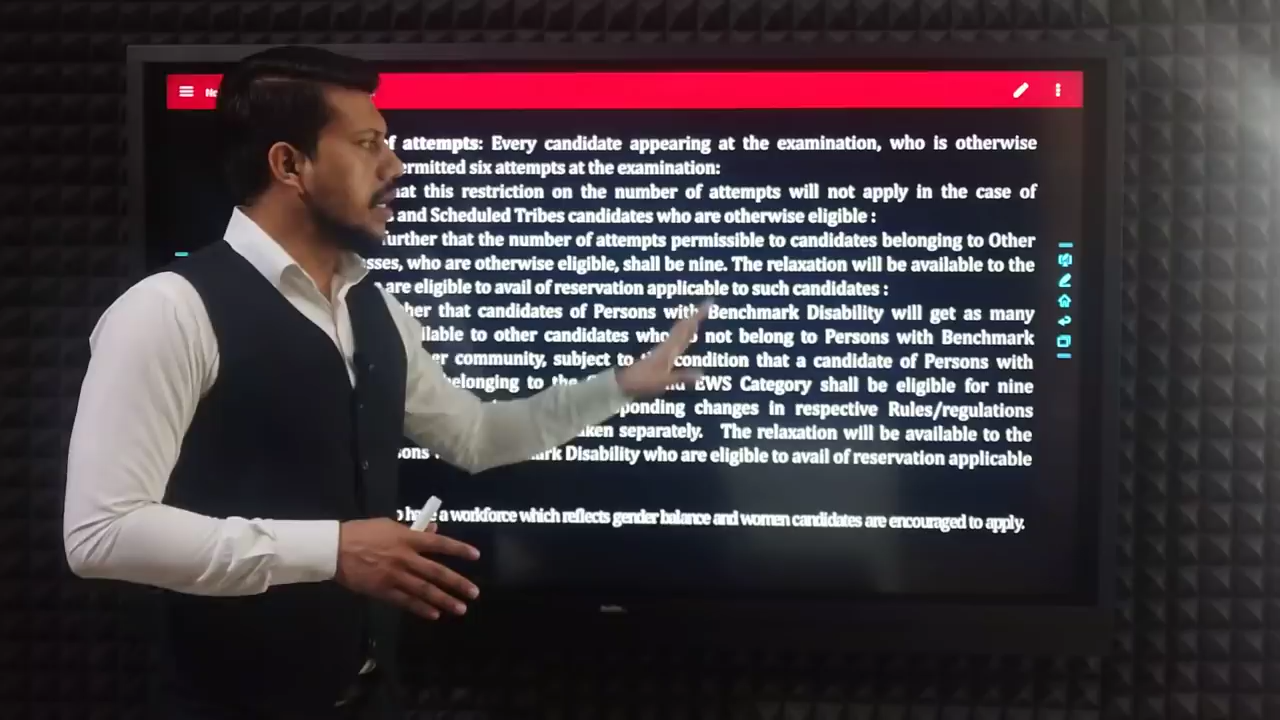 of attempts: Every candidate appearing at the examination, who is otherwise
ermitted six attempts at the examination:
at this restriction on the number of attempts will not apply in the case of
and Scheduled Tribes candidates who are otherwise eligible :
further that the number of attempts permissible to candidates belonging to Other
sses, who are otherwise eligible, shall be nine. The relaxation will be available to the
are eligible to avail of reservation applicable to such candidates :
her that candidates of Persons with Benchmark Disability will get as many
ilable to other candidates who not belong to Persons with Benchmark
er community, subject to condition that a candidate of Persons with
belonging to the EWS Category shall be eligible for nine
ponding changes in respective Rules/regulations
ken separately. The relaxation will be available to the
sons ark Disability who are eligible to avail of reservation applicable
a workforce which reflects gender balance and women candidates are encouraged to apply.